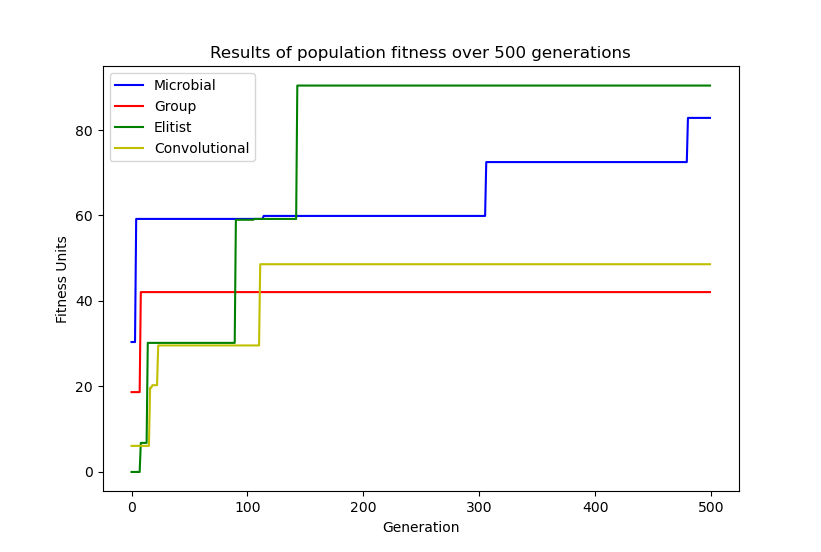 Results of population fitness over 500 generations
Microbial
Group
Elitist
Convolutional
80
60
40
20
0
Fitness Units
0 100 200 300 400 500
Generation